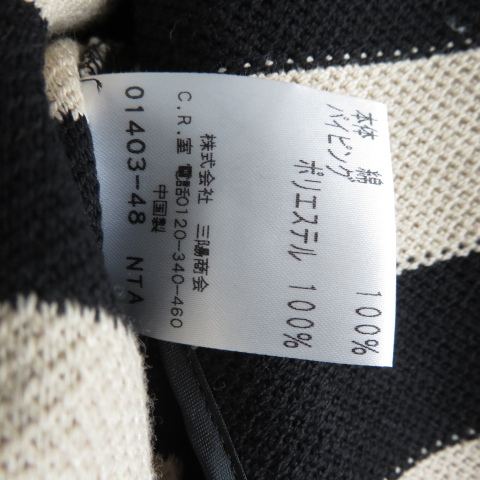 本体 綿 100%
パイピング
ポリエステル 100%
株式会社 三陽商会
C.R.室 電話0120-340-460
中国製
01403-48 NTA